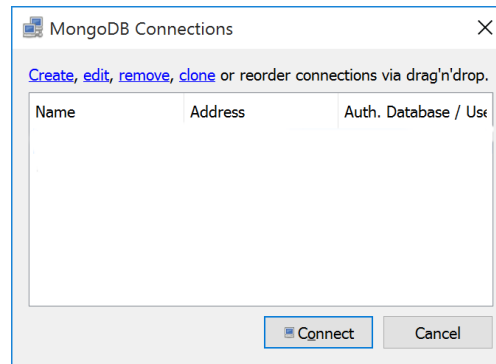 MongoDB Connections
Create, edit, remove, clone or reorder connections via drag'n'drop.
Name Address Auth. Database / Use
Connect Cancel